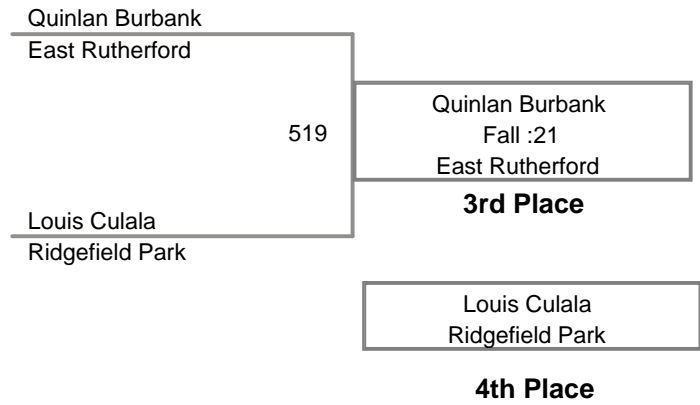 Quinlan Burbank
East Rutherford
519
Quinlan Burbank
Fall :21
East Rutherford
3rd Place
Louis Culala
Ridgefield Park
Louis Culala
Ridgefield Park
4th Place